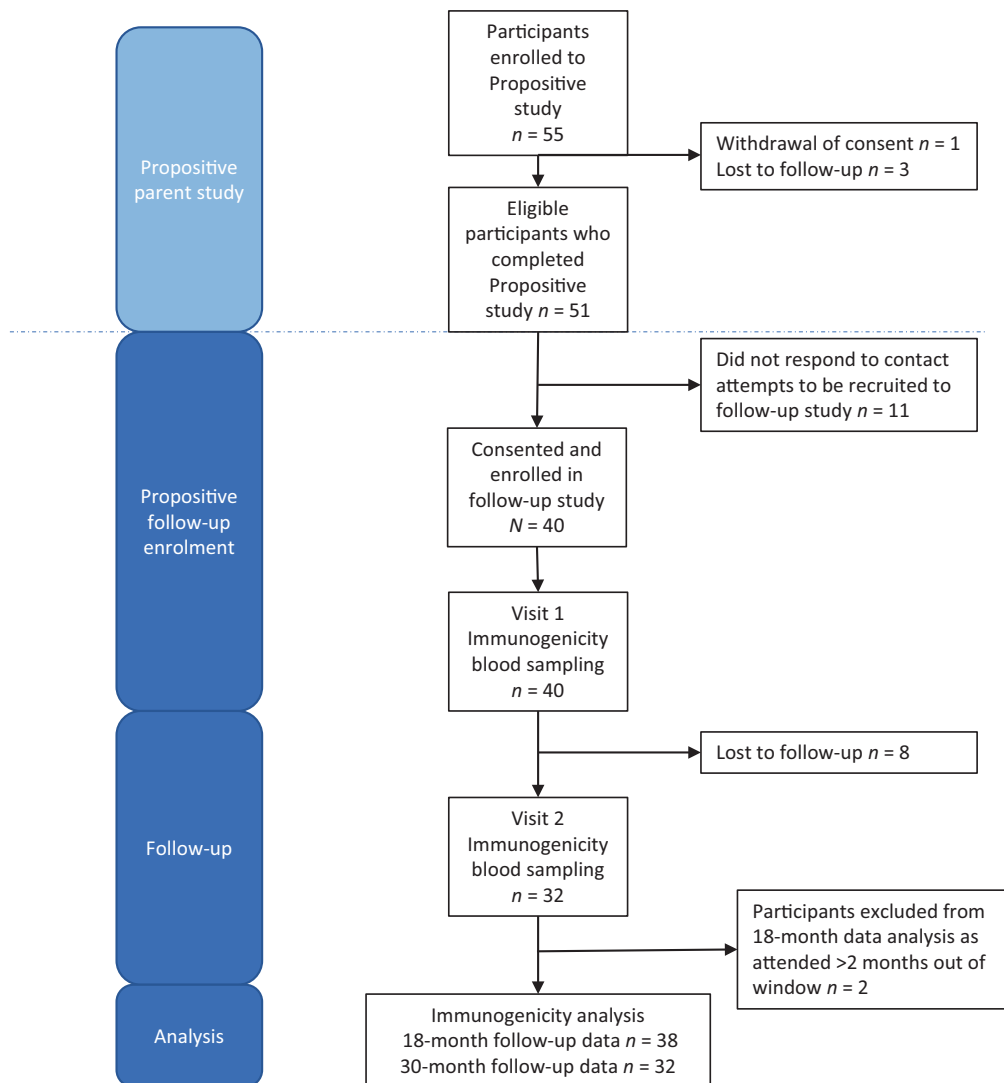 Participants
enrolled to
Propositive
study
n = 55
Withdrawal of consent n = 1
Lost to follow-up n = 3
Propositive
parent study
Eligible
participants who
completed
Propositive
study n = 51
Did not respond to contact
attempts to be recruited to
follow-up study n = 11
Consented and
enrolled in
follow-up study
N = 40
Propositive
follow-up
enrolment
Visit 1
Immunogenicity
blood sampling
n = 40
Lost to follow-up n = 8
Visit 2
Immunogenicity
blood sampling
n = 32
Follow-up
Participants excluded from
18-month data analysis as
attended >2 months out of
window n = 2
Analysis
Immunogenicity analysis
18-month follow-up data n = 38
30-month follow-up data n = 32